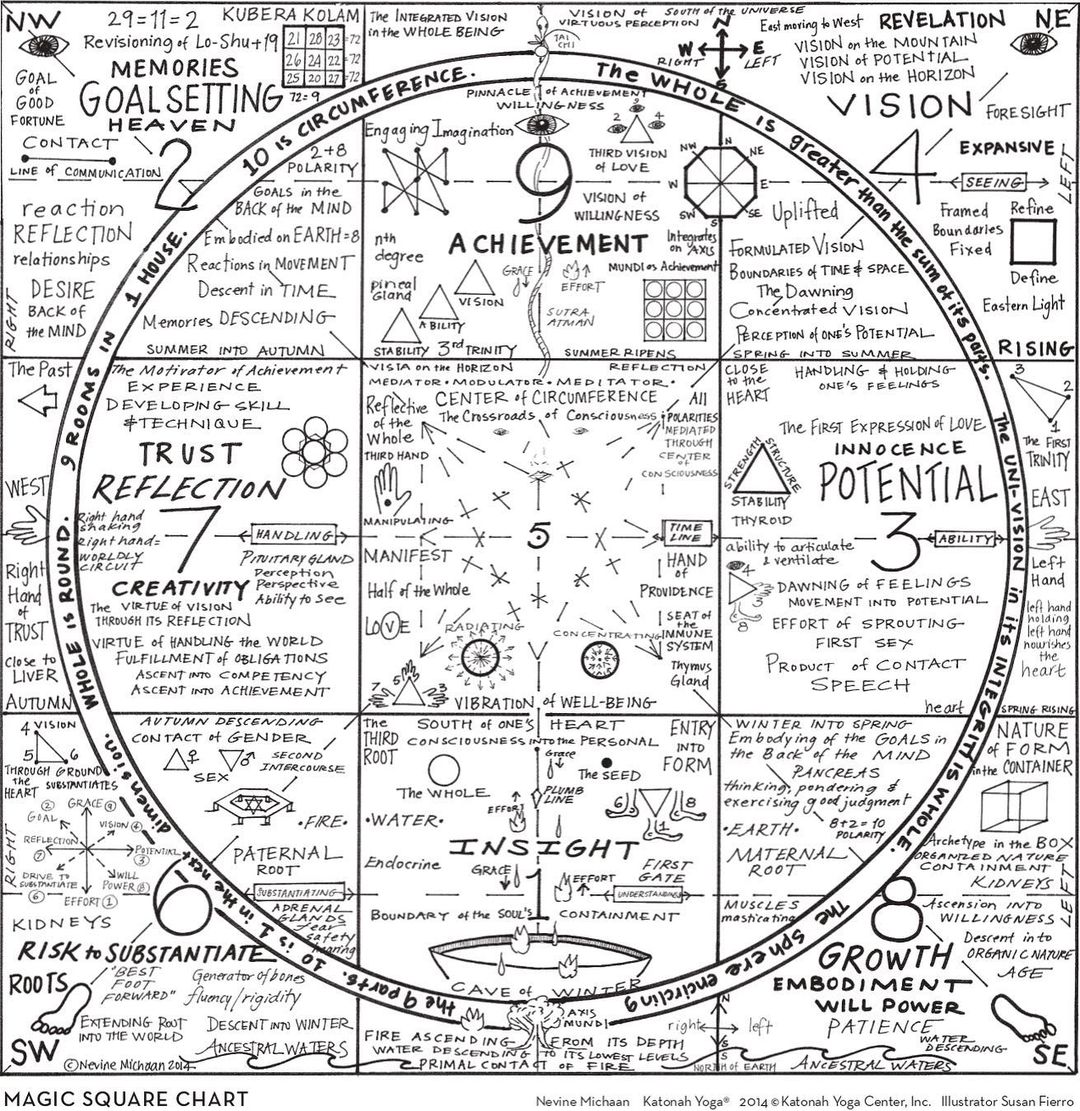 NW
29=11=2
KUBERA KOLAM
Revisioning of Lo-Shu+19
21 28 23 =72
26 24 22 =72
25 20 27 =72
72=9
MEMORIES
GOALSETTING
HEAVEN
GOAL
of
GOOD
FORTUNE
CONTACT
LINE of COMMUNICATION
2
2+8
POLARITY
GOALS in the
BACK of the MIND
Embodied on EARTH=8
Reactions in MOVEMENT
Descent in TIME
Memories DESCENDING
SUMMER INTO AUTUMN
reaction
REFLECTION
relationships
DESIRE
BACK of
the MIND
RIGHT
The INTEGRATED VISION
in the WHOLE BEING
TAI
CHI
VISION of SOUTH of the UNIVERSE
VIRTUOUS PERCEPTION
N
W E
RIGHT LEFT
S
PINNACLE of ACHIEVEMENT
WILLINGNESS
Engaging Imagination
9
2 9 4
THIRD VISION
of LOVE
VISION of
WILLINGNESS
NW N NE
W E
SW S SE
ACHIEVEMENT
nth
degree
pineal
Gland
VISION
ABILITY
STABILITY 3rd TRINITY
GRACE
EFFORT
SUTRA
ATMAN
Integrates
on AXIS
MUNDI as Achievement
SUMMER RIPENS
East moving to West
REVELATION
NE
VISION on the MOUNTAIN
VISION of POTENTIAL
VISION on the HORIZON
VISION
FORESIGHT
4
EXPANSIVE
SEEING
LEFT
Uplifted
FORMULATED VISION
BOUNDARIES of TIME & SPACE
The Dawning
Concentrated VISION
PERCEPTION of ONE'S POTENTIAL
SPRING INTO SUMMER
Framed
Boundaries
Fixed
Refine
Define
Eastern Light
RISING
The WHOLE is greater than the sum of its parts.
The UNI-VISION in its INTEGRITY is WHOLE.
The Sphere encircling
the 9 parts.
10 is 1 in the next
dimension.
WHOLE is ROUND.
9 ROOMS IN 1 HOUSE.
10 is CIRCUMFERENCE.
The Past
WEST
Right
Hand
of
TRUST
close to
LIVER
AUTUMN
The Motivator of Achievement
EXPERIENCE
DEVELOPING SKILL
& TECHNIQUE
TRUST
REFLECTION
Right hand
shaking
Right hand=
WORLDLY
CIRCUIT
7
HANDLING
PITUITARY GLAND
Perception
Perspective
Ability to See
CREATIVITY
The VIRTUE of VISION
THROUGH ITS REFLECTION
VIRTUE of HANDLING the WORLD
FULFILLMENT of OBLIGATIONS
ASCENT INTO COMPETENCY
ASCENT INTO ACHIEVEMENT
VISTA on the HORIZON
REFLECTION
MEDIATOR • MODULATOR • MEDITATOR •
CENTER of CIRCUMFERENCE
The Crossroads of Consciousness
Reflective
of the
Whole
THIRD HAND
All
POLARITIES
MEDIATED
THROUGH
CENTER
of
CONSCIOUSNESS
MANIPULATING
MANIFEST
Half of the Whole
LOVE
5
TIME
LINE
HAND
of
PROVIDENCE
SEAT of
the IMMUNE
SYSTEM
Thymus
Gland
RADIATING
CONCENTRATING
7 5 3
VIBRATION of WELL-BEING
CLOSE
to the
HEART
HANDLING & HOLDING
ONE'S FEELINGS
The FIRST EXPRESSION of LOVE
INNOCENCE
POTENTIAL
STRENGTH
STRUCTURE
STABILITY
THYROID
ability to articulate
& ventilate
3
ABILITY
4
3
8
DAWNING of FEELINGS
MOVEMENT INTO POTENTIAL
EFFORT of SPROUTING
FIRST SEX
PRODUCT of CONTACT
SPEECH
heart
3 2
1
The FIRST
TRINITY
EAST
Left
Hand
left hand
holding
left hand
nourishes
the
heart
SPRING RISING
4 VISION
5 6
THROUGH GROUND
the SUBSTANTIATES
HEART
GRACE 9
2
GOAL
VISION 4
REFLECTION
7
POTENTIAL
3
DRIVE TO
SUBSTANTIATE
6
WILL
POWER 8
EFFORT 1
RIGHT
KIDNEYS
AUTUMN DESCENDING
CONTACT of GENDER
SEX
SECOND
INTERCOURSE
•FIRE•
PATERNAL
ROOT
SUBSTANTIATING
ADRENAL
GLANDS
fear
safety
6
RISK to SUBSTANTIATE
ROOTS
"BEST
FOOT
FORWARD"
Generator of bones
fluency/rigidity
EXTENDING ROOT
INTO THE WORLD
DESCENT INTO WINTER
SW
ANCESTRAL WATERS
©Nevine Michaan 2014
The
THIRD
ROOT
SOUTH of ONE'S HEART
CONSCIOUSNESS INTO the PERSONAL
ENTRY
INTO
FORM
Grace
The WHOLE
The SEED
PLUMB
LINE
EFFORT
•WATER•
6 8
1
INSIGHT
Endocrine
GRACE
1
EFFORT
FIRST
GATE
UNDERSTANDING
BOUNDARY of the SOUL'S CONTAINMENT
CAVE of WINTER
AXIS
MUNDI
FIRE ASCENDING FROM ITS DEPTH
WATER DESCENDING TO ITS LOWEST LEVELS
PRIMAL CONTACT OF FIRE
WINTER INTO SPRING
Embodying of the GOALS in
the Back of the MIND
PANCREAS
thinking, pondering &
exercising good judgment
•EARTH•
8+2=10
POLARITY
MATERNAL
ROOT
MUSCLES
masticating
8
NATURE
of FORM
in the CONTAINER
Archetype in the BOX
ORGANIZED NATURE
CONTAINMENT
KIDNEYS
LEFT
Ascension INTO
WILLINGNESS
GROWTH
EMBODIMENT
WILL POWER
PATIENCE
Descent into
ORGANIC NATURE
AGE
WATER
DESCENDING
N
right left
S
NORTH of EARTH
ANCESTRAL WATERS
SE
MAGIC SQUARE CHART
Nevine Michaan Katonah Yoga® 2014 ©Katonah Yoga Center, Inc. Illustrator Susan Fierro